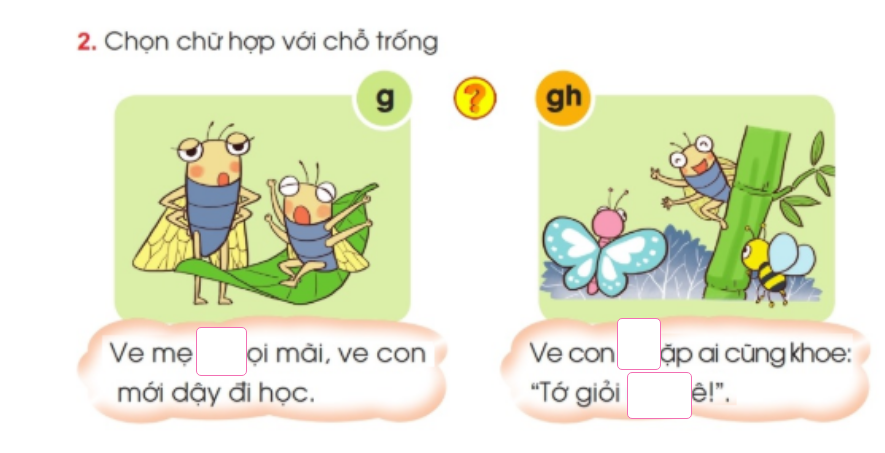 2. Chọn chữ hợp với chỗ trống
g ? gh
Ve mẹ ọi mãi, ve con
mới dậy đi học.
Ve con ặp ai cũng khoe:
“Tớ giỏi ê!”.